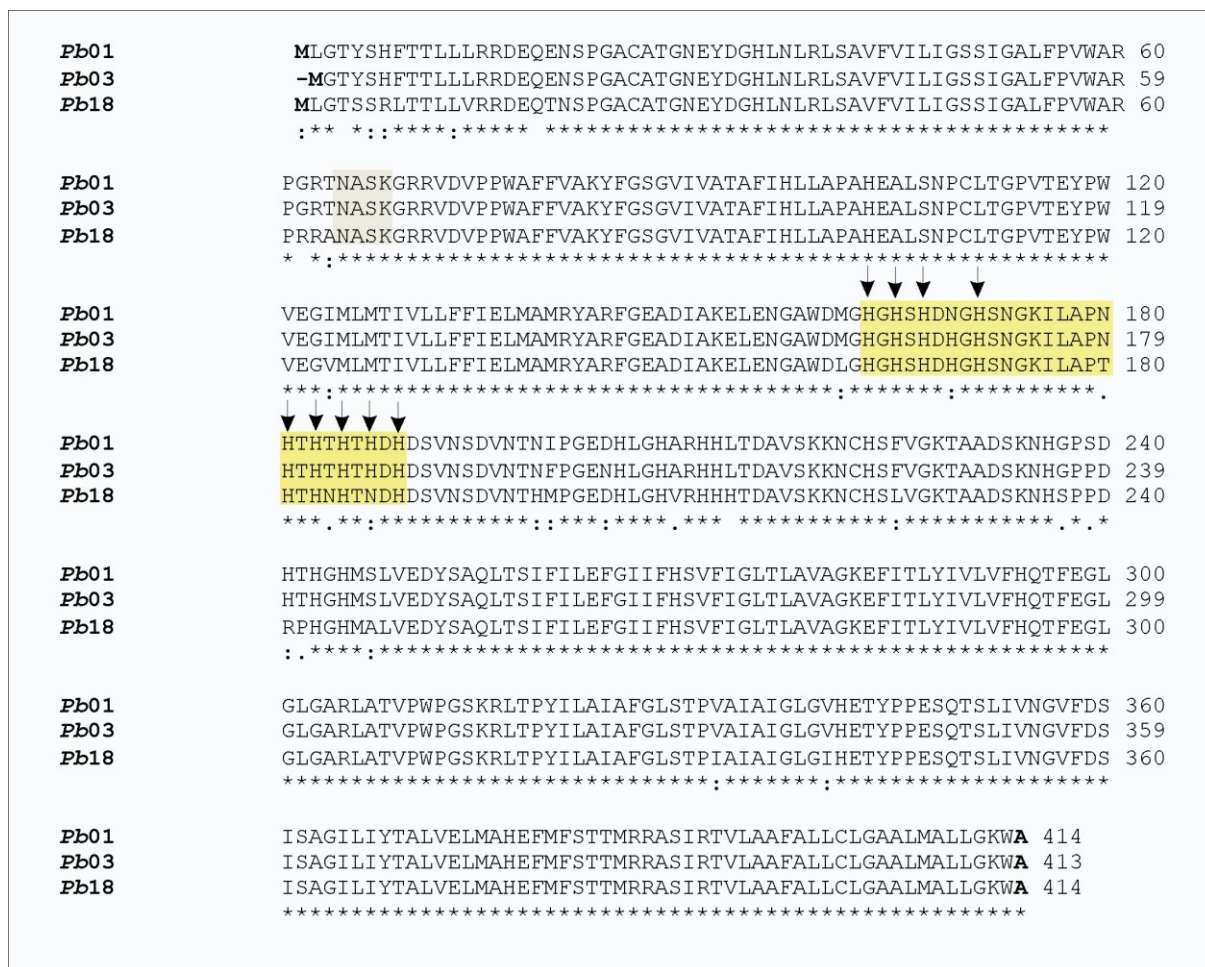 Pb01 MLGTYSHFTTLLLRRDEQENSPGACATGNEYDGHLNLRLSAVFVILIGSSIGALFPVWAR 60
Pb03 -MGTYSHFTTLLLRRDEQENSPGACATGNEYDGHLNLRLSAVFVILIGSSIGALFPVWAR 59
Pb18 MLGTSSRLTTLLVRRDEQTNSPGACATGNEYDGHLNLRLSAVFVILIGSSIGALFPVWAR 60
:** *::****:***** *****************************************
Pb01 PGRTNASKGRRVDVPPWAFFVAKYFGSGVIVATAFIHLLAPAHEALSNPCLTGPVTEYPW 120
Pb03 PGRTNASKGRRVDVPPWAFFVAKYFGSGVIVATAFIHLLAPAHEALSNPCLTGPVTEYPW 119
Pb18 PRRANASKGRRVDVPPWAFFVAKYFGSGVIVATAFIHLLAPAHEALSNPCLTGPVTEYPW 120
* *:********************************************************
Pb01 VEGIMLMTIVLLFFIELMAMRYARFGEADIAKELENGAWDMGHGHSHDNGHSNGKILAPN 180
Pb03 VEGIMLMTIVLLFFIELMAMRYARFGEADIAKELENGAWDMGHGHSHDHGHSNGKILAPN 179
Pb18 VEGVMLMTIVLLFFIELMAMRYARFGEADIAKELENGAWDLGHGHSHDHGHSNGKILAPT 180
***:************************************:*******:**********.
Pb01 HTHTHTHDHDSVNSDVNTNIPGEDHLGHARHHLTDAVSKKNCHSFVGKTAADSKNHGPSD 240
Pb03 HTHTHTHDHDSVNSDVNTNFPGENHLGHARHHLTDAVSKKNCHSFVGKTAADSKNHGPPD 239
Pb18 HTHNHTNDHDSVNSDVNTHMPGEDHLGHVRHHHTDAVSKKNCHSLVGKTAADSKNHSPPD 240
***.**:***********::***:****.*** ***********:***********.*.*
Pb01 HTHGHMSLVEDYSAQLTSIFILEFGIIFHSVFIGLTLAVAGKEFITLYIVLVFHQTFEGL 300
Pb03 HTHGHMSLVEDYSAQLTSIFILEFGIIFHSVFIGLTLAVAGKEFITLYIVLVFHQTFEGL 299
Pb18 RPHGHMALVEDYSAQLTSIFILEFGIIFHSVFIGLTLAVAGKEFITLYIVLVFHQTFEGL 300
:.****:*****************************************************
Pb01 GLGARLATVPWPGSKRLTPYILAIAFGLSTPVAIAIGLGVHETYPPESQTSLIVNGVFDS 360
Pb03 GLGARLATVPWPGSKRLTPYILAIAFGLSTPVAIAIGLGVHETYPPESQTSLIVNGVFDS 359
Pb18 GLGARLATVPWPGSKRLTPYILAIAFGLSTPIAIAIGLGIHETYPPESQTSLIVNGVFDS 360
*******************************:*******:********************
Pb01 ISAGILIYTALVELMAHEFMFSTTMRRASIRTVLAAFALLCLGAALMALLGKWA 414
Pb03 ISAGILIYTALVELMAHEFMFSTTMRRASIRTVLAAFALLCLGAALMALLGKWA 413
Pb18 ISAGILIYTALVELMAHEFMFSTTMRRASIRTVLAAFALLCLGAALMALLGKWA 414
******************************************************